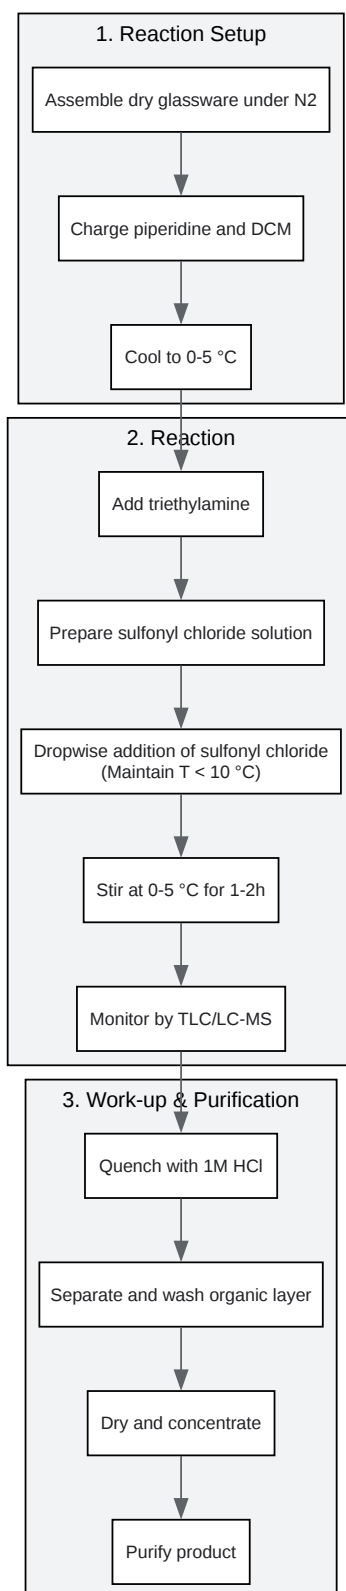 1. Reaction Setup
Assemble dry glassware under N2
Charge piperidine and DCM
Cool to 0-5 °C
2. Reaction
Add triethylamine
Prepare sulfonyl chloride solution
Dropwise addition of sulfonyl chloride
(Maintain T < 10 °C)
Stir at 0-5 °C for 1-2h
Monitor by TLC/LC-MS
3. Work-up & Purification
Quench with 1M HCl
Separate and wash organic layer
Dry and concentrate
Purify product